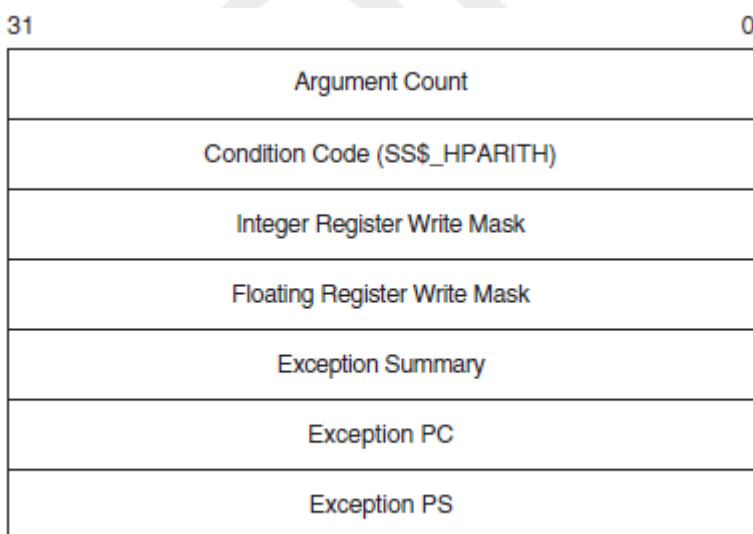 31 0
Argument Count
Condition Code (SS$_HPARITH)
Integer Register Write Mask
Floating Register Write Mask
Exception Summary
Exception PC
Exception PS